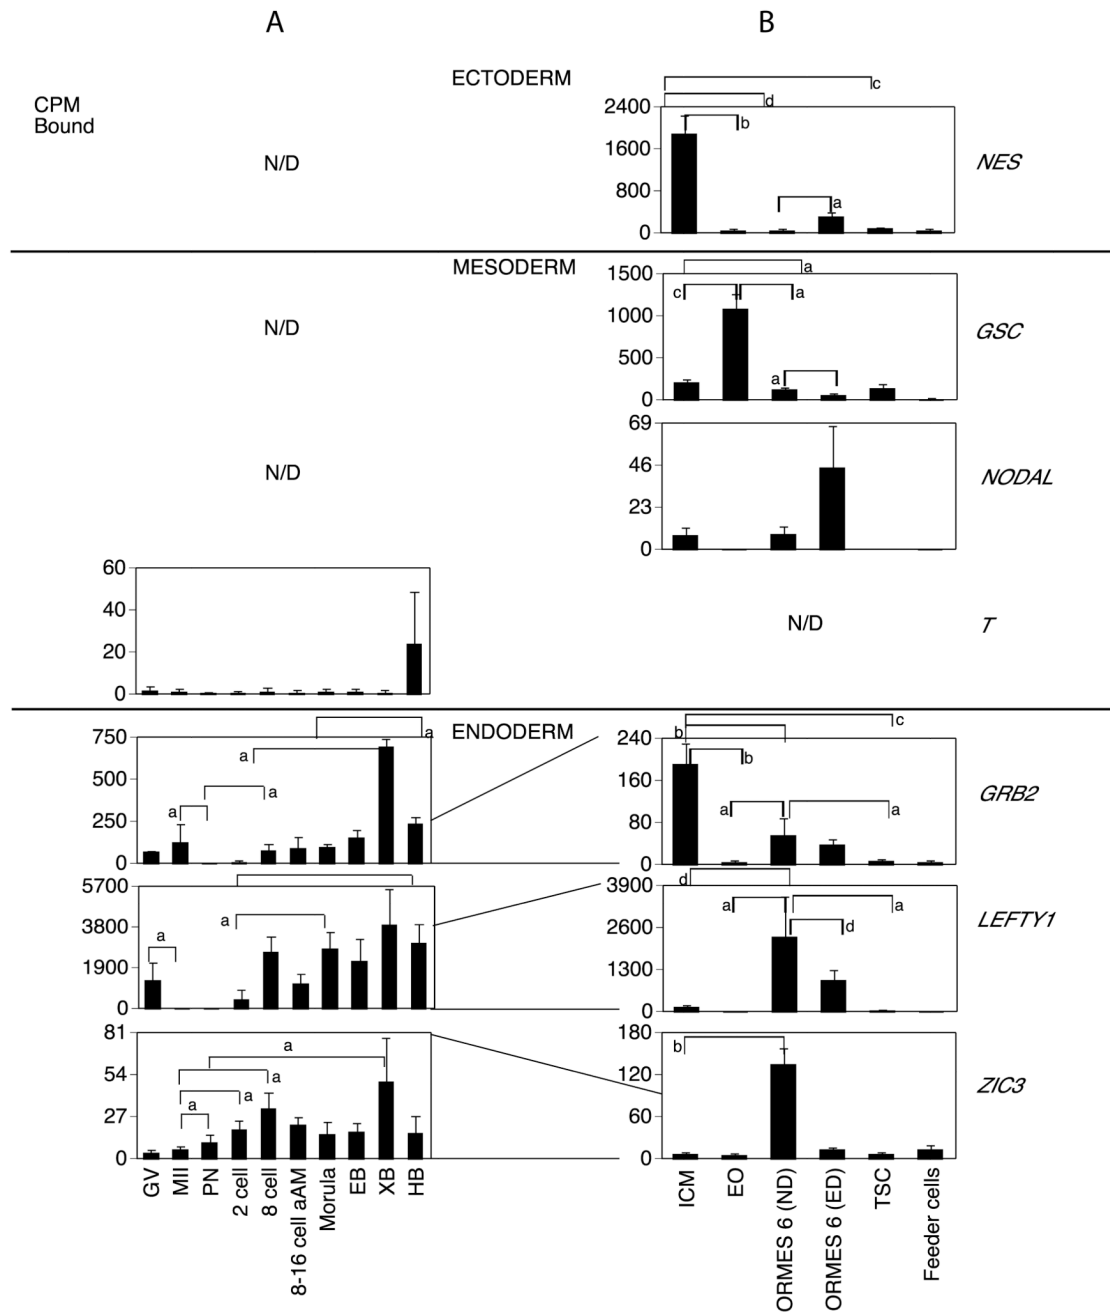 A
B
ECTODERM
CPM
Bound
c
d
b
a
2400
1600
800
0
N/D
NES
MESODERM
a
c
a
a
1500
1000
500
0
N/D
GSC
69
46
23
0
N/D
NODAL
60
40
20
0
N/D
T
ENDODERM
a
a
a
a
750
500
250
0
c
b
b
a
a
240
160
80
0
GRB2
a
a
5700
3800
1900
0
d
a
a
d
3900
2600
1300
0
LEFTY1
a
a
a
a
81
54
27
0
b
180
120
60
0
ZIC3
GV
MII
PN
2 cell
8 cell
8-16 cell aAM
Morula
EB
XB
HB
ICM
EO
ORMES 6 (ND)
ORMES 6 (ED)
TSC
Feeder cells